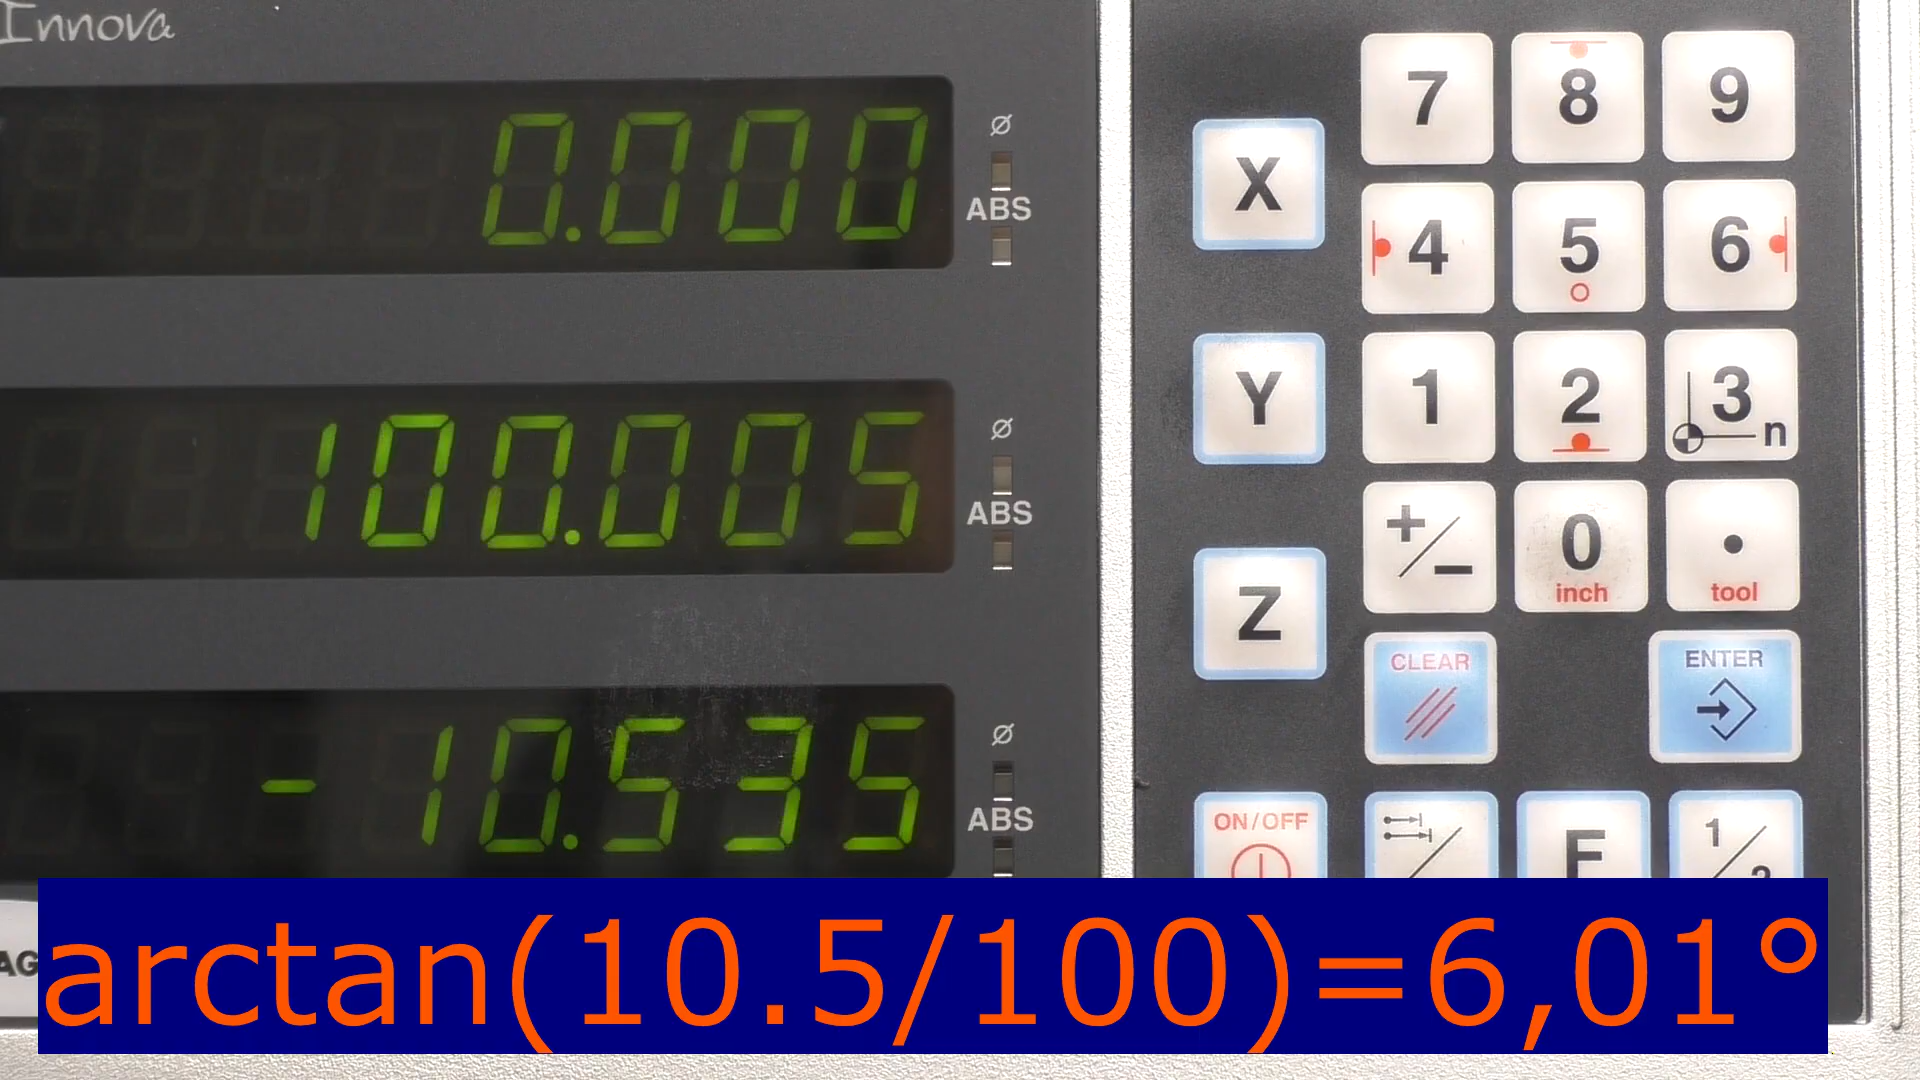 Innova
0.000
ø
ABS
100.005
ø
ABS
-10.535
ø
ABS
X
Y
Z
7 8 9
4 5 6
1 2 3
n
+/- 0 •
inch tool
CLEAR ENTER
ON/OFF
F
1/2
AG
arctan(10.5/100)=6,01°